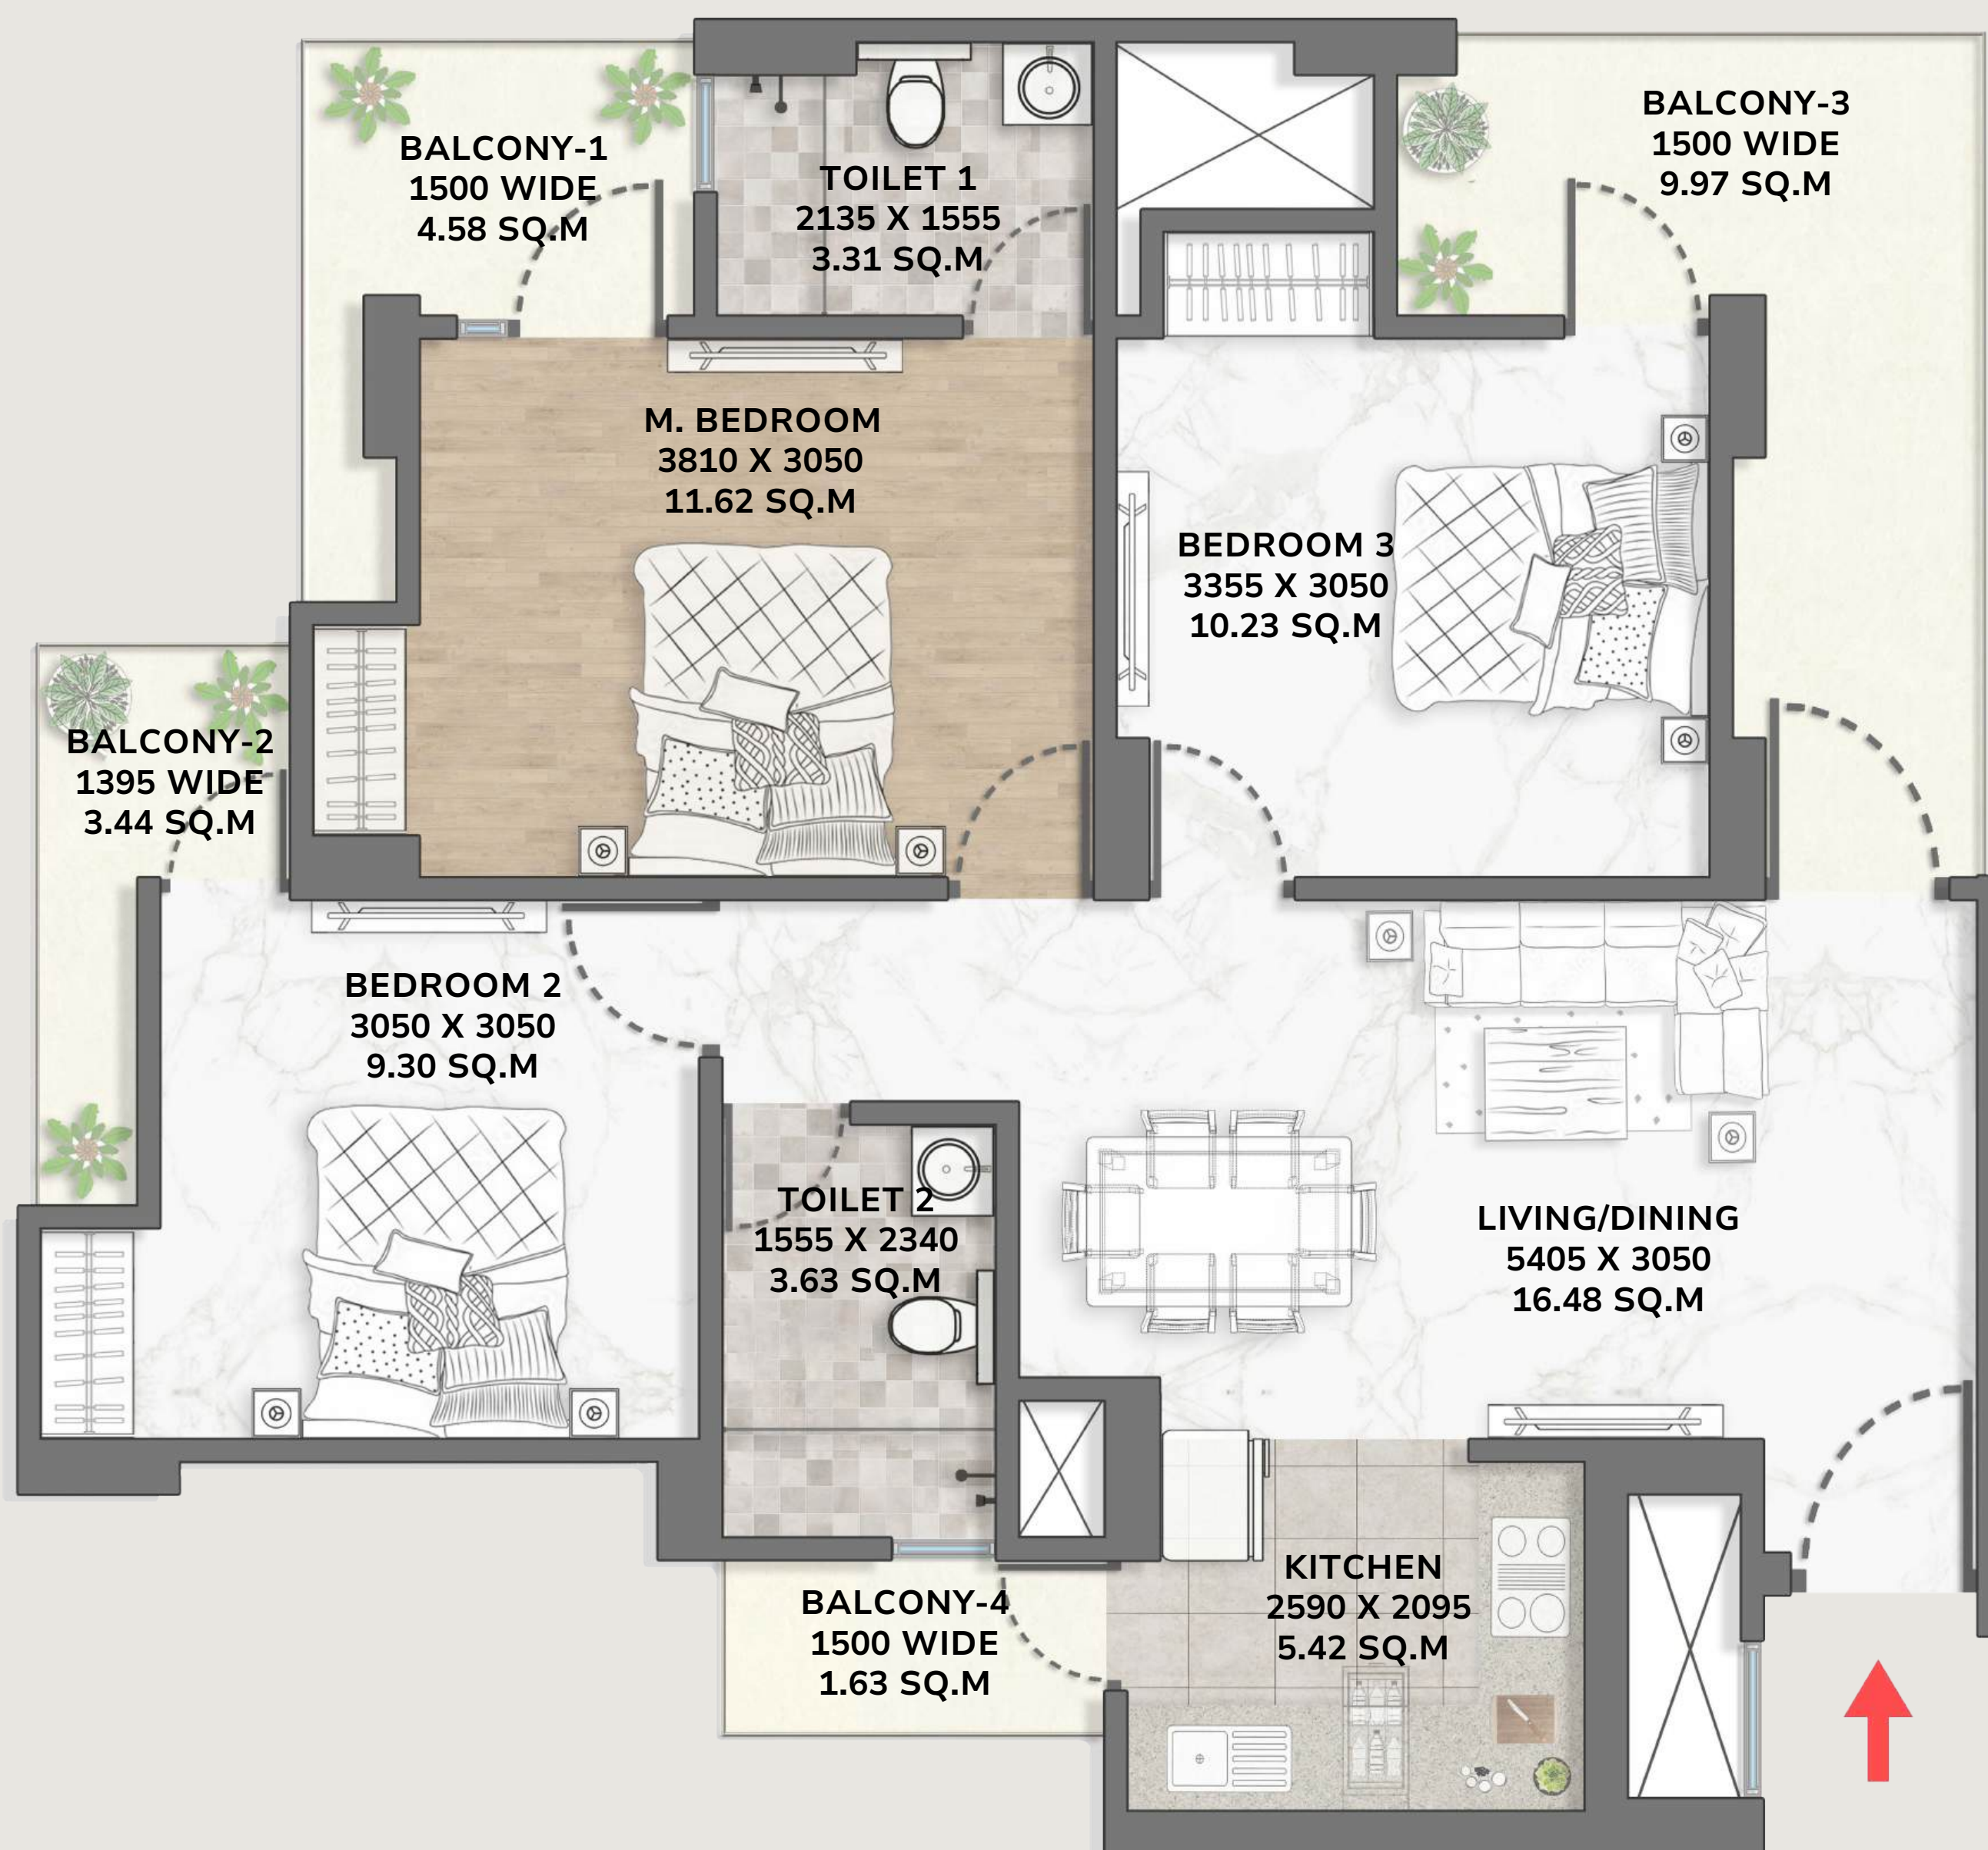 BALCONY-1
1500 WIDE
4.58 SQ.M
TOILET 1
2135 X 1555
3.31 SQ.M
BALCONY-3
1500 WIDE
9.97 SQ.M
M. BEDROOM
3810 X 3050
11.62 SQ.M
BEDROOM 3
3355 X 3050
10.23 SQ.M
BALCONY-2
1395 WIDE
3.44 SQ.M
BEDROOM 2
3050 X 3050
9.30 SQ.M
TOILET 2
1555 X 2340
3.63 SQ.M
LIVING/DINING
5405 X 3050
16.48 SQ.M
KITCHEN
2590 X 2095
5.42 SQ.M
BALCONY-4
1500 WIDE
1.63 SQ.M